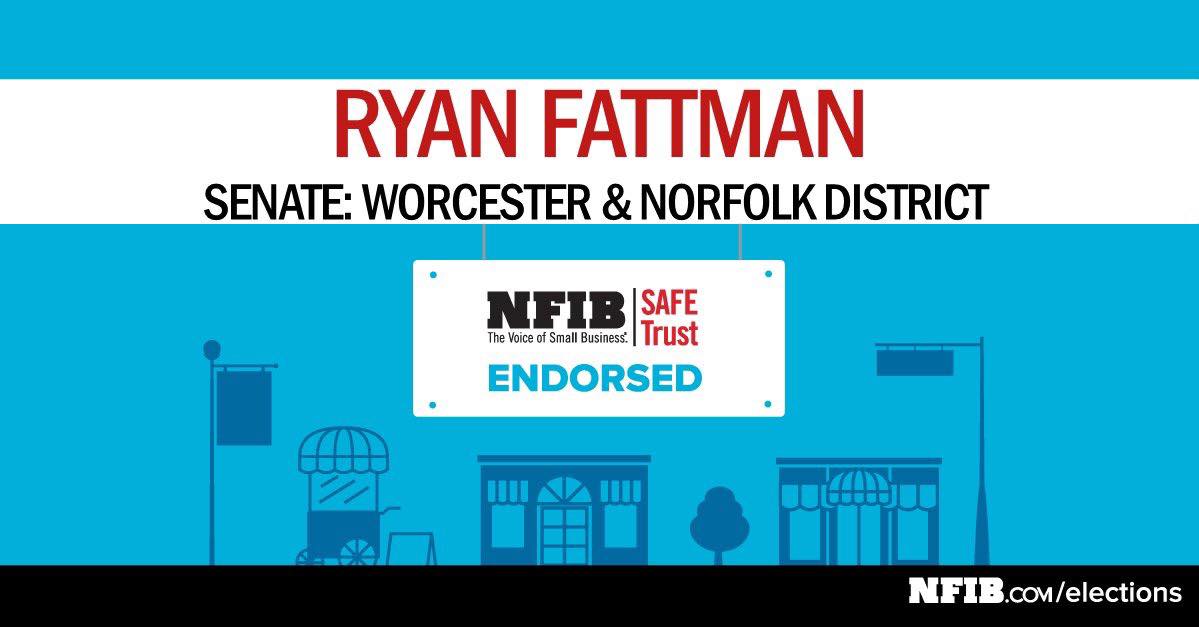 RYAN FATTMAN
SENATE: WORCESTER & NORFOLK DISTRICT
NFIB
The Voice of Small Business.®
SAFE
Trust
ENDORSED
NFIB.COM/elections